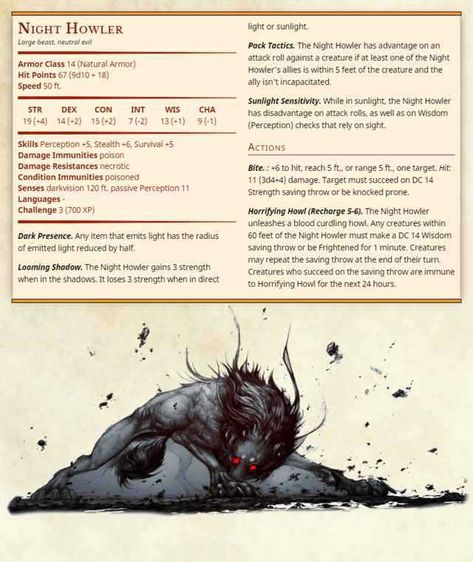 Night Howler
Large beast, neutral evil
Armor Class 14 (Natural Armor)
Hit Points 67 (9d10 + 18)
Speed 50 ft.
STR DEX CON INT WIS CHA
19 (+4) 14 (+2) 15 (+2) 7 (-2) 13 (+1) 9 (-1)
Skills Perception +5, Stealth +6, Survival +5
Damage Immunities poison
Damage Resistances necrotic
Condition Immunities poisoned
Senses darkvision 120 ft. passive Perception 11
Languages -
Challenge 3 (700 XP)
Dark Presence. Any item that emits light has the radius
of emitted light reduced by half.
Looming Shadow. The Night Howler gains 3 strength
when in the shadows. It loses 3 strength when in direct
light or sunlight.
Pack Tactics. The Night Howler has advantage on an
attack roll against a creature if at least one of the Night
Howler's allies is within 5 feet of the creature and the
ally isn't incapacitated.
Sunlight Sensitivity. While in sunlight, the Night Howler
has disadvantage on attack rolls, as well as on Wisdom
(Perception) checks that rely on sight.
Actions
Bite. : +6 to hit, reach 5 ft., or range 5 ft., one target. Hit:
11 (3d4+4) damage. Target must succeed on DC 14
Strength saving throw or be knocked prone.
Horrifying Howl (Recharge 5-6). The Night Howler
unleashes a blood curdling howl. Any creatures within
60 feet of the Night Howler must make a DC 14 Wisdom
saving throw or be Frightened for 1 minute. Creatures
may repeat the saving throw at the end of their turn.
Creatures who succeed on the saving throw are immune
to Horrifying Howl for the next 24 hours.